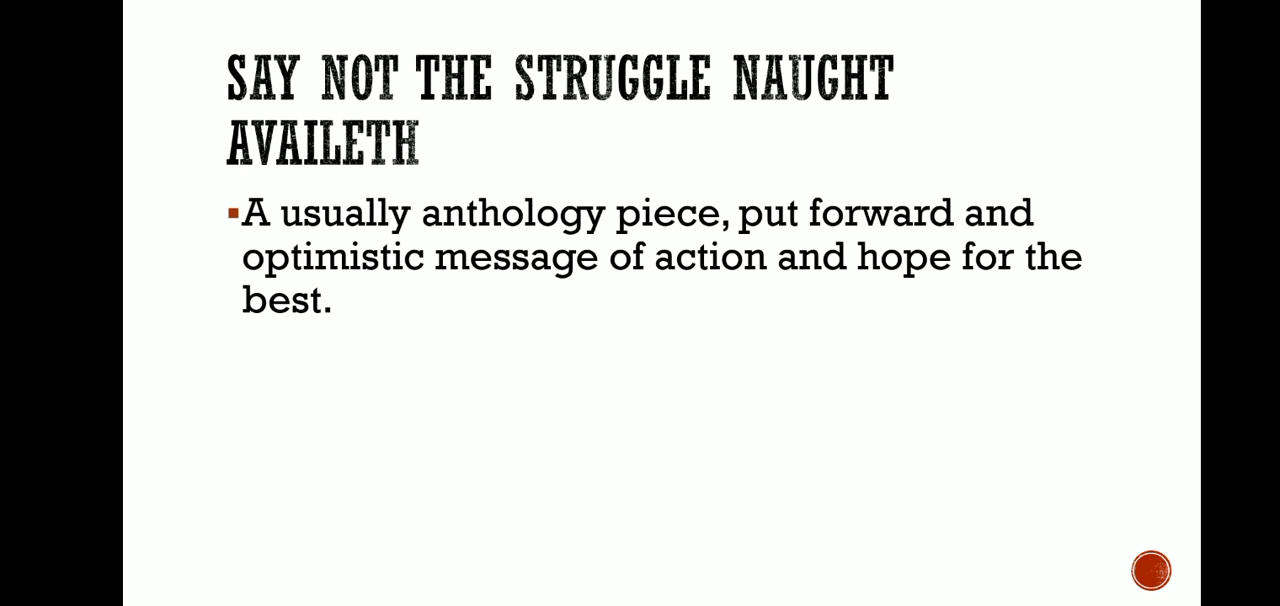 SAY NOT THE STRUGGLE NAUGHT
AVAILETH
▪A usually anthology piece, put forward and
optimistic message of action and hope for the
best.